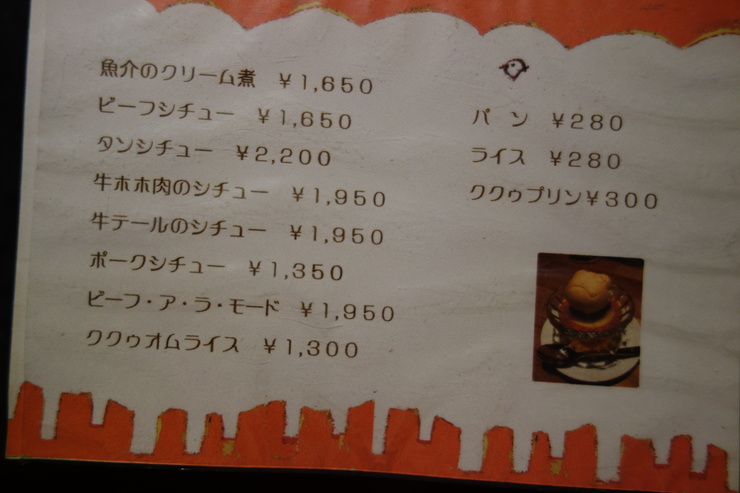 魚介のクリーム煮 ￥1,650
ビーフシチュー ￥1,650
タンシチュー ￥2,200
牛ホホ肉のシチュー ￥1,950
牛テールのシチュー ￥1,950
ポークシチュー ￥1,350
ビーフ・ア・ラ・モード ￥1,950
ククゥオムライス ￥1,300
パン ￥280
ライス ￥280
ククゥプリン￥300